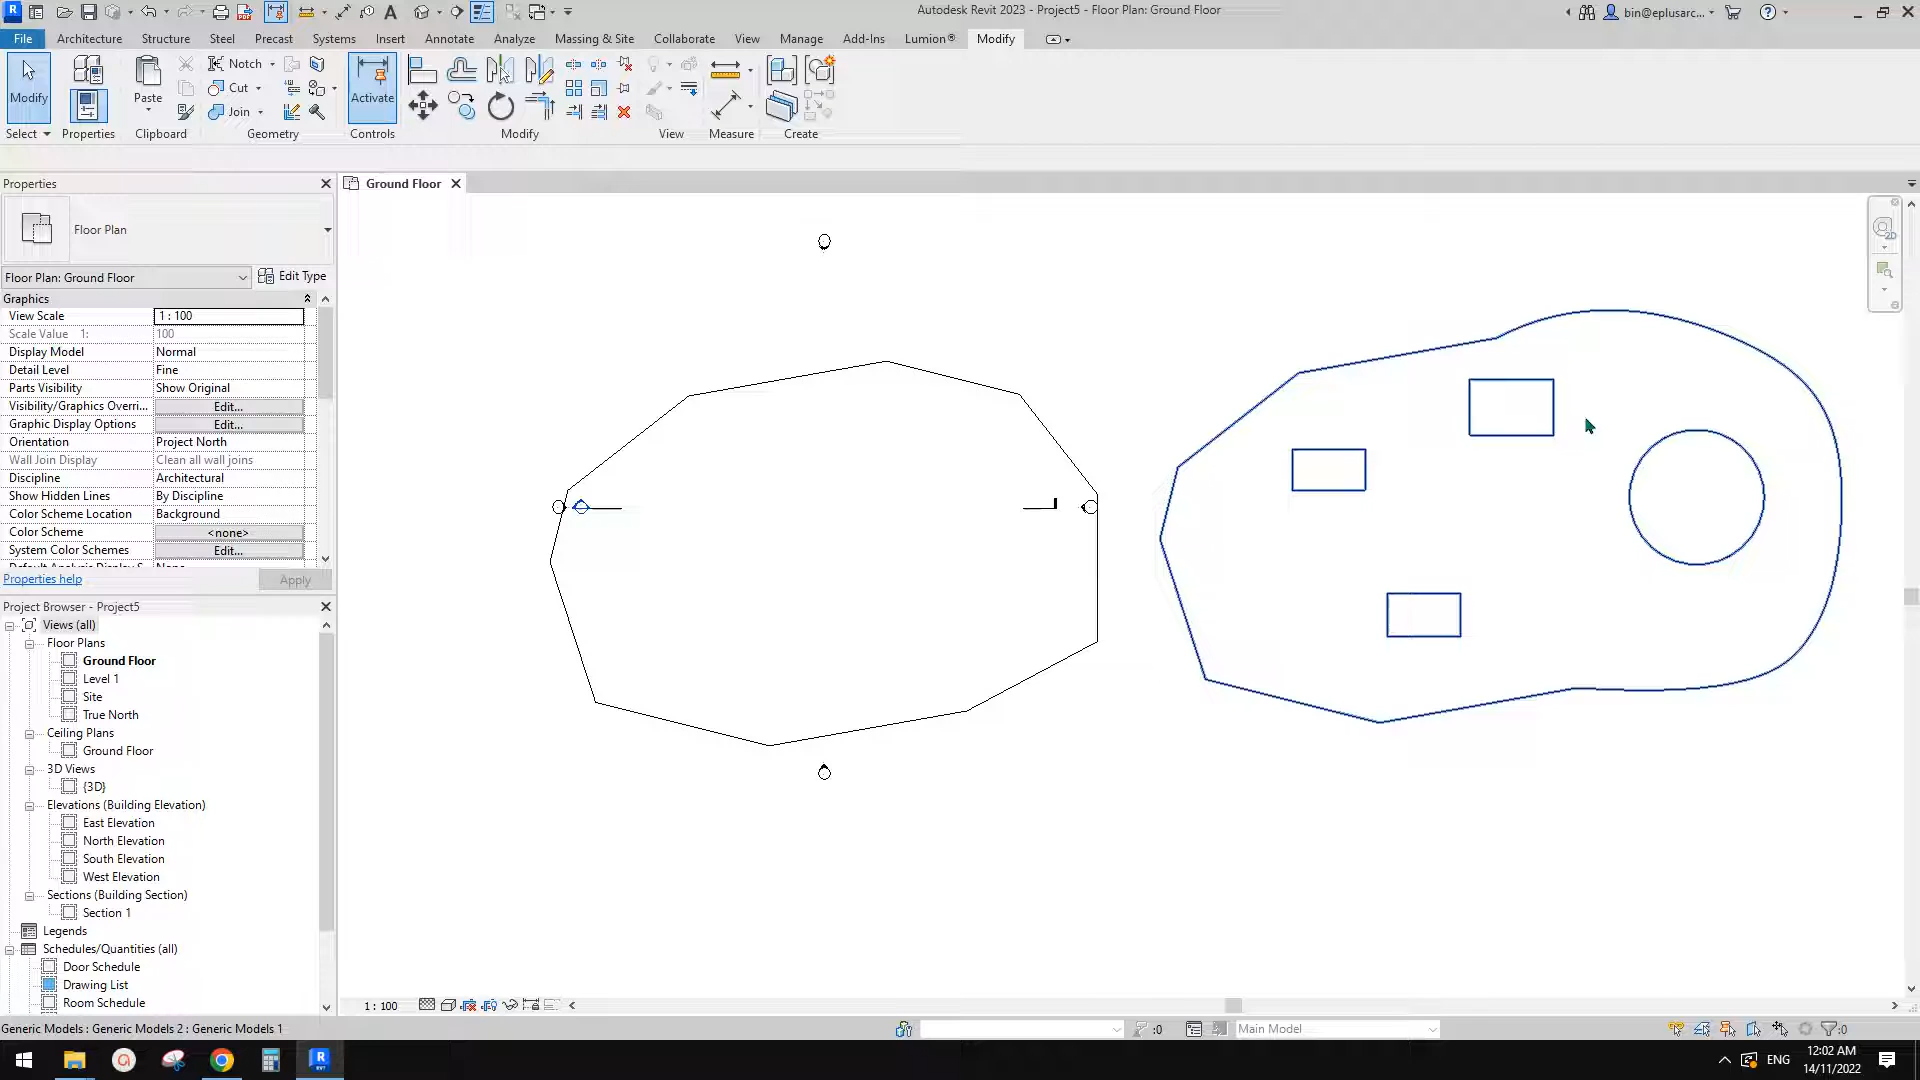 Autodesk Revit 2023 - Project5 - Floor Plan: Ground Floor
bin@eplusarc...
File Architecture Structure Steel Precast Systems Insert Annotate Analyze Massing & Site Collaborate View Manage Add-Ins Lumion® Modify
Modify
Paste
Notch
Cut
Join
Activate
Select Properties Clipboard Geometry Controls Modify View Measure Create
Properties
Ground Floor
Floor Plan
Floor Plan: Ground Floor
Edit Type
Graphics
View Scale 1 : 100
Scale Value 1: 100
Display Model Normal
Detail Level Fine
Parts Visibility Show Original
Visibility/Graphics Overri... Edit...
Graphic Display Options Edit...
Orientation Project North
Wall Join Display Clean all wall joins
Discipline Architectural
Show Hidden Lines By Discipline
Color Scheme Location Background
Color Scheme <none>
System Color Schemes Edit...
Properties help Apply
Project Browser - Project5
Views (all)
Floor Plans
Ground Floor
Level 1
Site
True North
Ceiling Plans
Ground Floor
3D Views
{3D}
Elevations (Building Elevation)
East Elevation
North Elevation
South Elevation
West Elevation
Sections (Building Section)
Section 1
Legends
Schedules/Quantities (all)
Door Schedule
Drawing List
Room Schedule
1 : 100
Generic Models : Generic Models 2 : Generic Models 1
:0
Main Model
:0
ENG
12:02 AM
14/11/2022